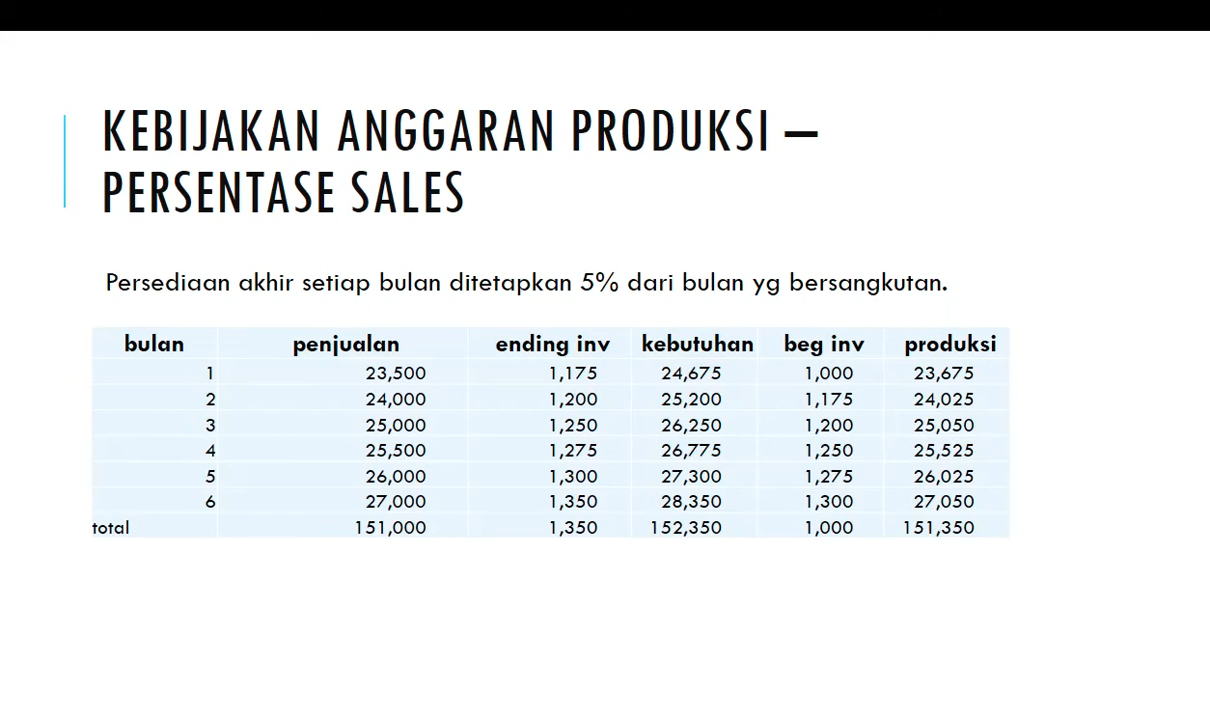 KEBIJAKAN ANGGARAN PRODUKSI –
PERSENTASE SALES
Persediaan akhir setiap bulan ditetapkan 5% dari bulan yg bersangkutan.
bulan penjualan ending inv kebutuhan beg inv produksi
1 23,500 1,175 24,675 1,000 23,675
2 24,000 1,200 25,200 1,175 24,025
3 25,000 1,250 26,250 1,200 25,050
4 25,500 1,275 26,775 1,250 25,525
5 26,000 1,300 27,300 1,275 26,025
6 27,000 1,350 28,350 1,300 27,050
total 151,000 1,350 152,350 1,000 151,350